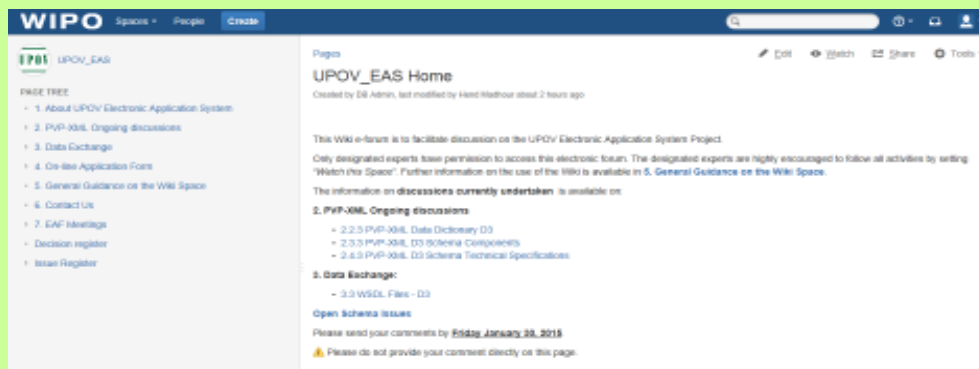 WIPO Spaces People Create
UPOV UPOV_EAS
PAGE TREE
1. About UPOV Electronic Application System
2. PVP-XML Ongoing discussions
3. Data Exchange
4. On-line Application Form
5. General Guidance on the Wiki Space
6. Contact Us
7. EAF Meetings
Decision register
Issue Register
Pages
Edit Watch Share Tools
UPOV_EAS Home
Created by DB Admin, last modified by Hend Madhour about 2 hours ago
This Wiki e-forum is to facilitate discussion on the UPOV Electronic Application System Project.
Only designated experts have permission to access this electronic forum. The designated experts are highly encouraged to follow all activities by setting
"Watch this Space". Further information on the use of the Wiki is available in 5. General Guidance on the Wiki Space.
The information on discussions currently undertaken is available on:
2. PVP-XML Ongoing discussions
- 2.2.3 PVP-XML Data Dictionary D3
- 2.3.3 PVP-XML D3 Schema Components
- 2.4.3 PVP-XML D3 Schema Technical Specifications
3. Data Exchange:
- 3.3 WSDL Files - D3
Open Schema Issues
Please send your comments by Friday January 30, 2015
Please do not provide your comment directly on this page.